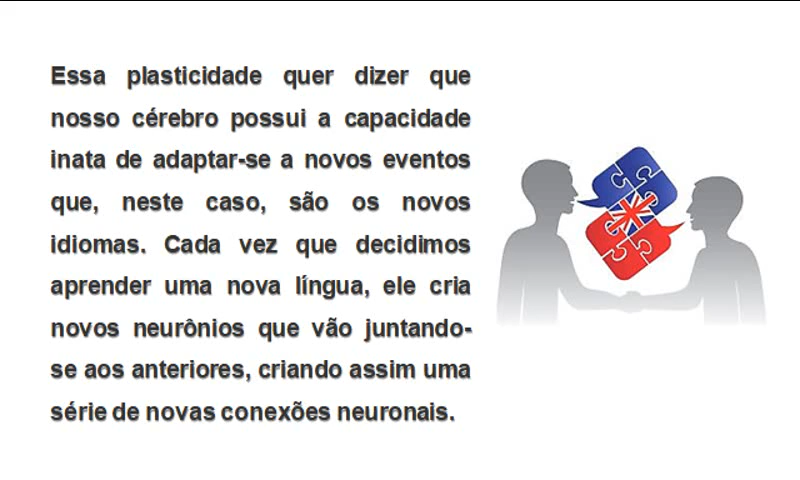 Essa plasticidade quer dizer que
nosso cérebro possui a capacidade
inata de adaptar-se a novos eventos
que, neste caso, são os novos
idiomas. Cada vez que decidimos
aprender uma nova língua, ele cria
novos neurônios que vão juntando-
se aos anteriores, criando assim uma
série de novas conexões neuronais.